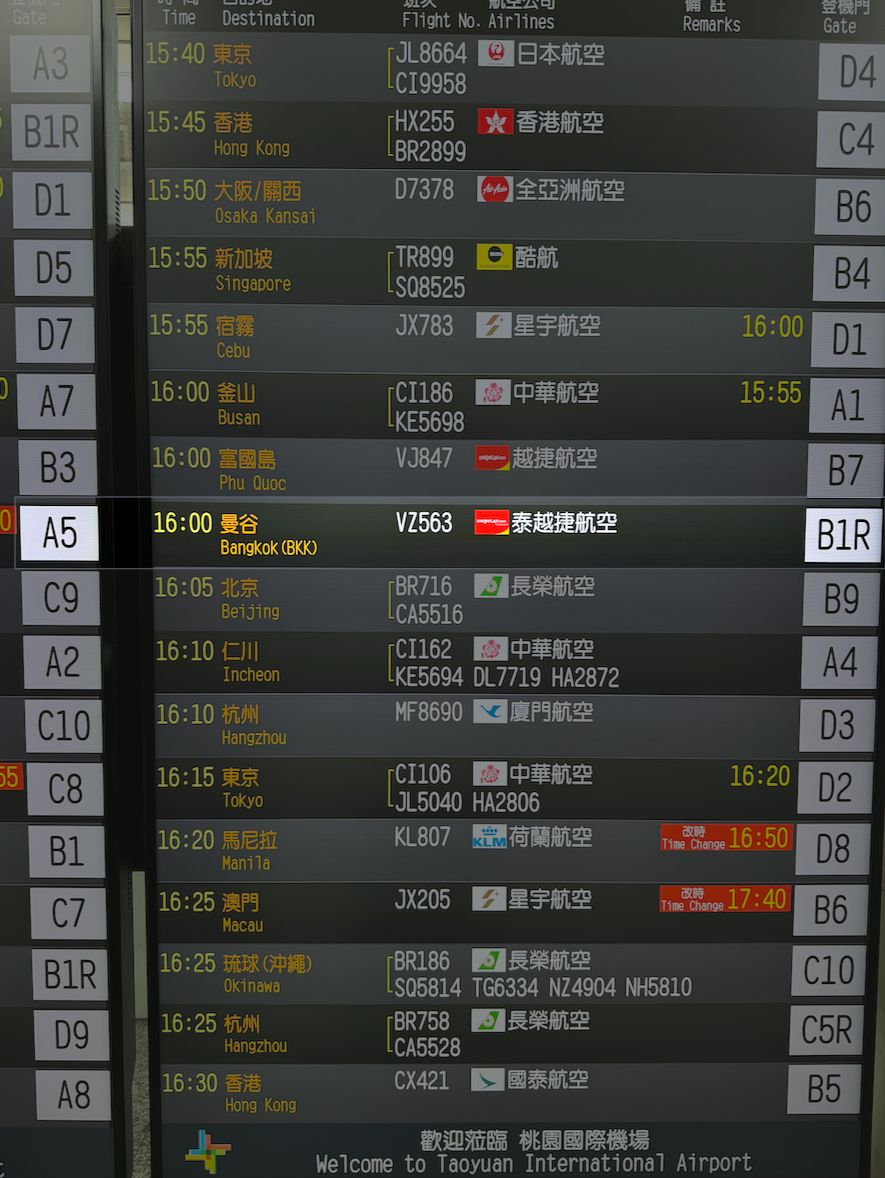 Gate
A3
B1R
D1
D5
D7
A7
B3
A5
C9
A2
C10
C8
B1
C7
B1R
D9
A8
Time Destination Flight No. Airlines 備 註 Remarks 登機門 Gate
15:40 東京 JL8664 日本航空 D4
Tokyo CI9958
15:45 香港 HX255 香港航空 C4
Hong Kong BR2899
15:50 大阪/關西 D7378 AirAsia 全亞洲航空 B6
Osaka Kansai
15:55 新加坡 TR899 酷航 B4
Singapore SQ8525
15:55 宿霧 JX783 星宇航空 16:00 D1
Cebu
16:00 釜山 CI186 中華航空 15:55 A1
Busan KE5698
16:00 富國島 VJ847 越捷航空 B7
Phu Quoc
16:00 曼谷 VZ563 泰越捷航空 B1R
Bangkok(BKK)
16:05 北京 BR716 長榮航空 B9
Beijing CA5516
16:10 仁川 CI162 中華航空 A4
Incheon KE5694 DL7719 HA2872
16:10 杭州 MF8690 廈門航空 D3
Hangzhou
16:15 東京 CI106 中華航空 16:20 D2
Tokyo JL5040 HA2806
16:20 馬尼拉 KL807 KLM 荷蘭航空 改時 Time Change 16:50 D8
Manila
16:25 澳門 JX205 星宇航空 改時 Time Change 17:40 B6
Macau
16:25 琉球(沖繩) BR186 長榮航空 C10
Okinawa SQ5814 TG6334 NZ4904 NH5810
16:25 杭州 BR758 長榮航空 C5R
Hangzhou CA5528
16:30 香港 CX421 國泰航空 B5
Hong Kong
歡迎蒞臨 桃園國際機場
Welcome to Taoyuan International Airport